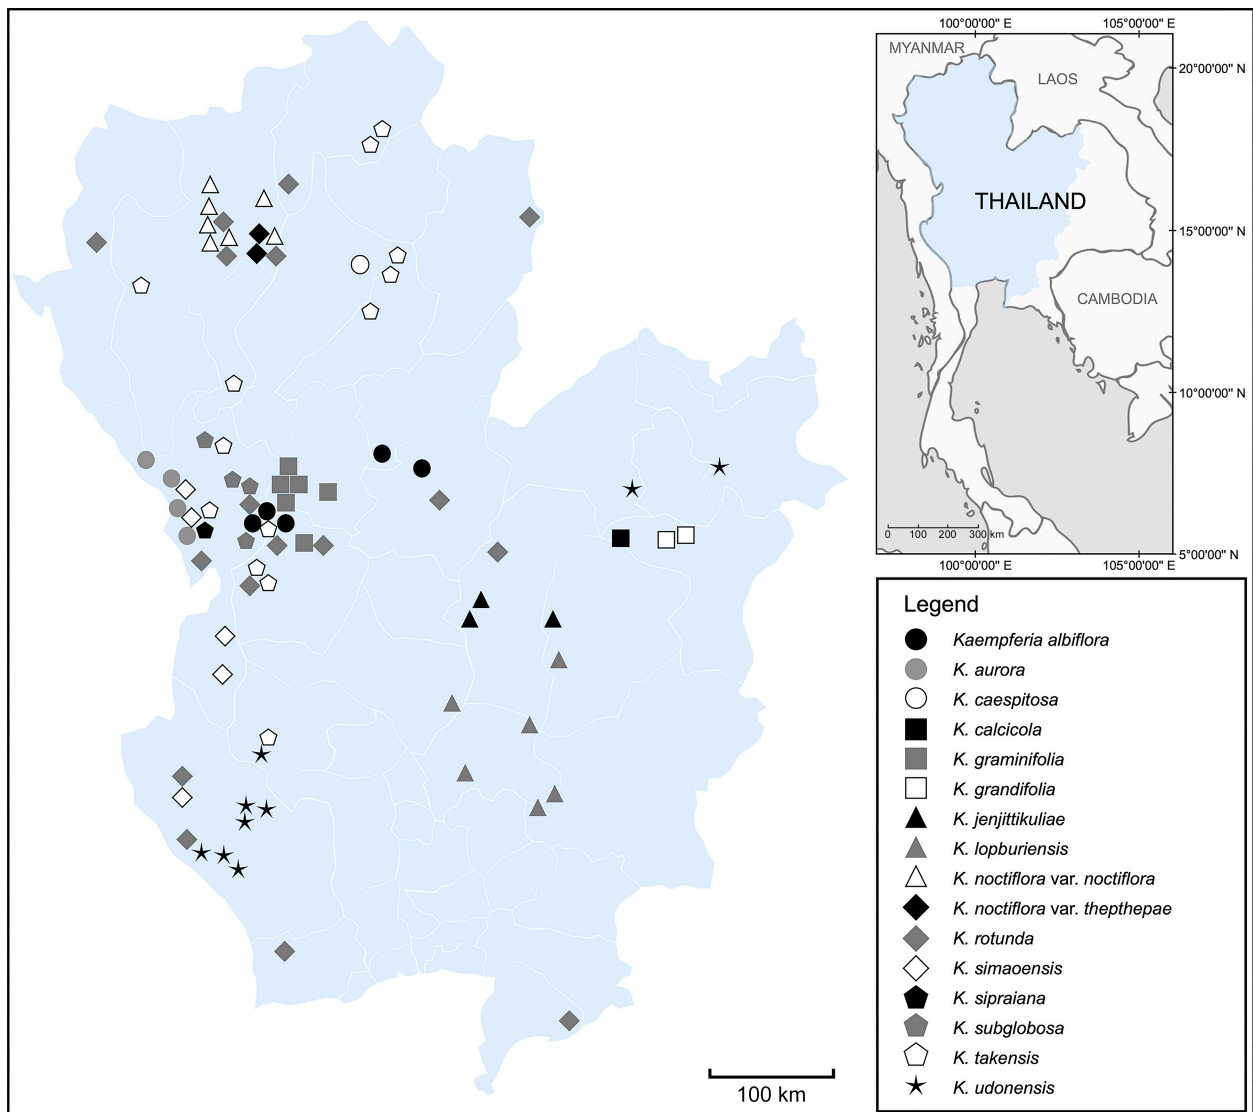 100°00'00" E 105°00'00" E
MYANMAR
LAOS
20°00'00" N
THAILAND
15°00'00" N
CAMBODIA
10°00'00" N
0 100 200 300 km
5°00'00" N
100°00'00" E 105°00'00" E
Legend
Kaempferia albiflora
K. aurora
K. caespitosa
K. calcicola
K. graminifolia
K. grandifolia
K. jenjittikuliae
K. lopburiensis
K. noctiflora var. noctiflora
K. noctiflora var. thepthepae
K. rotunda
K. simaoensis
K. sipraiana
K. subglobosa
K. takensis
K. udonensis
100 km